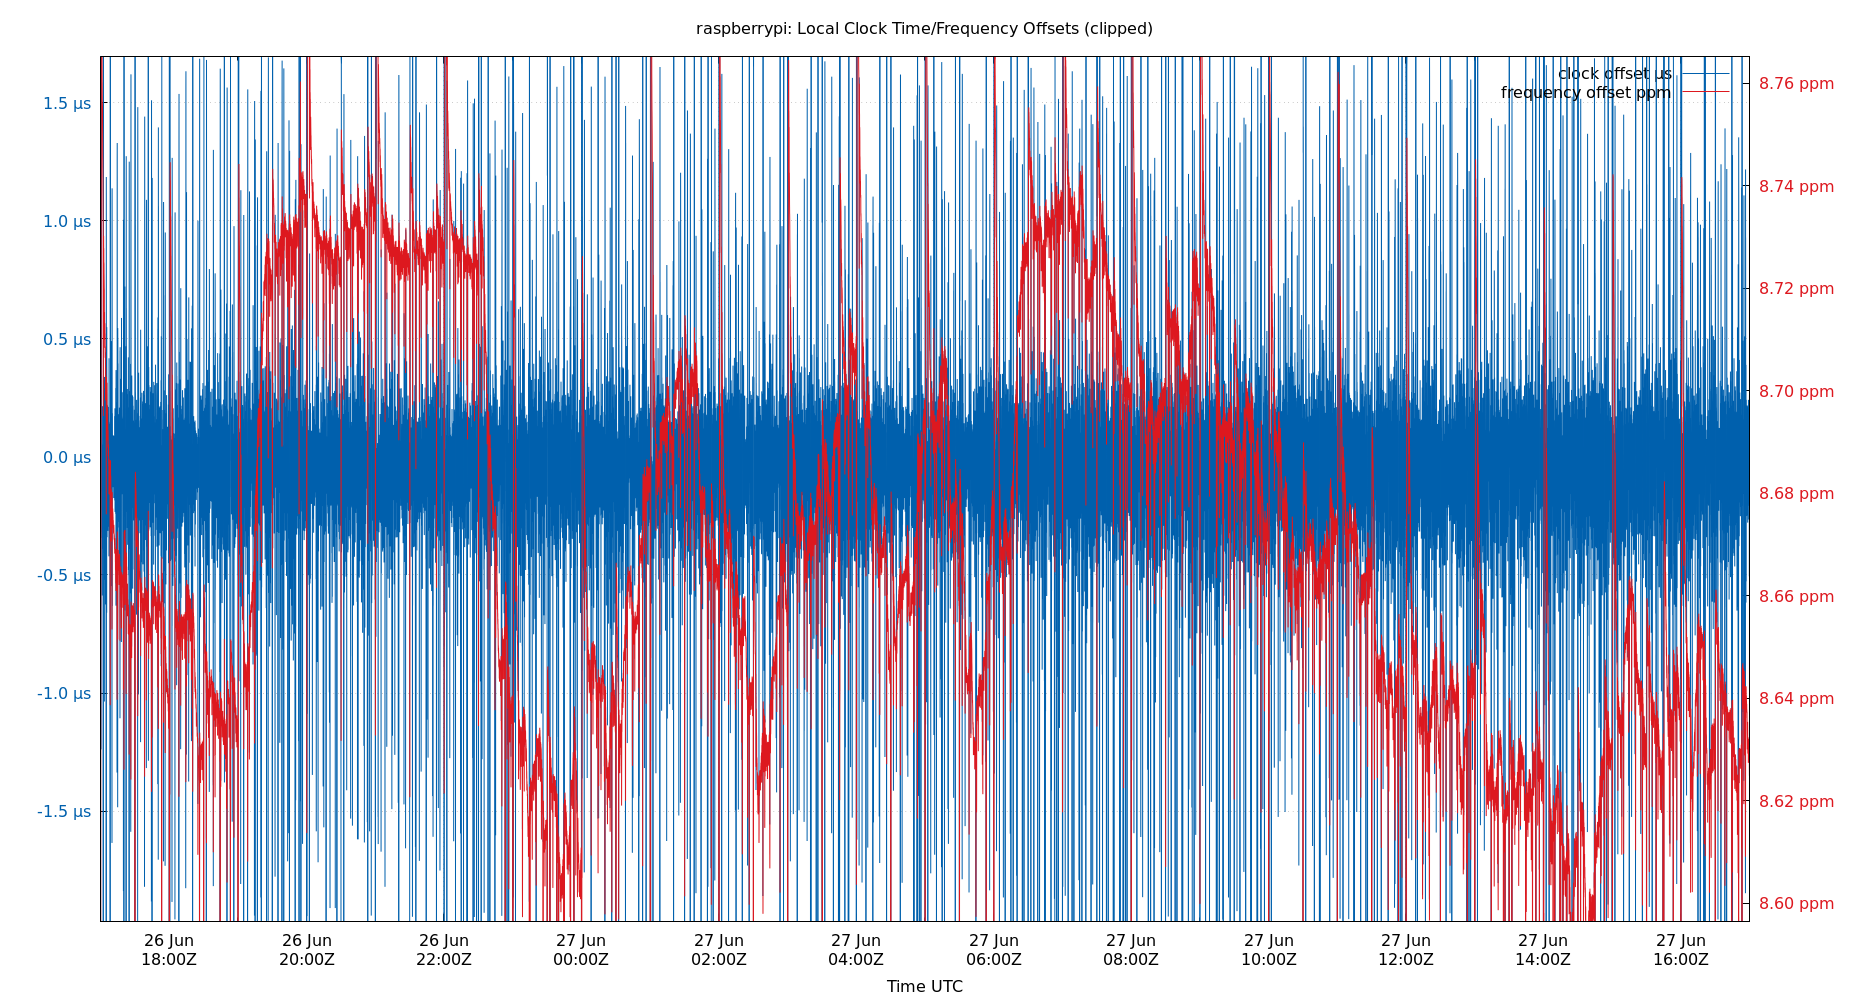 raspberrypi: Local Clock Time/Frequency Offsets (clipped)
clock offset µs
frequency offset ppm
1.5 µs
1.0 µs
0.5 µs
0.0 µs
-0.5 µs
-1.0 µs
-1.5 µs
8.76 ppm
8.74 ppm
8.72 ppm
8.70 ppm
8.68 ppm
8.66 ppm
8.64 ppm
8.62 ppm
8.60 ppm
26 Jun 26 Jun 26 Jun 27 Jun 27 Jun 27 Jun 27 Jun 27 Jun 27 Jun 27 Jun 27 Jun 27 Jun
18:00Z 20:00Z 22:00Z 00:00Z 02:00Z 04:00Z 06:00Z 08:00Z 10:00Z 12:00Z 14:00Z 16:00Z
Time UTC